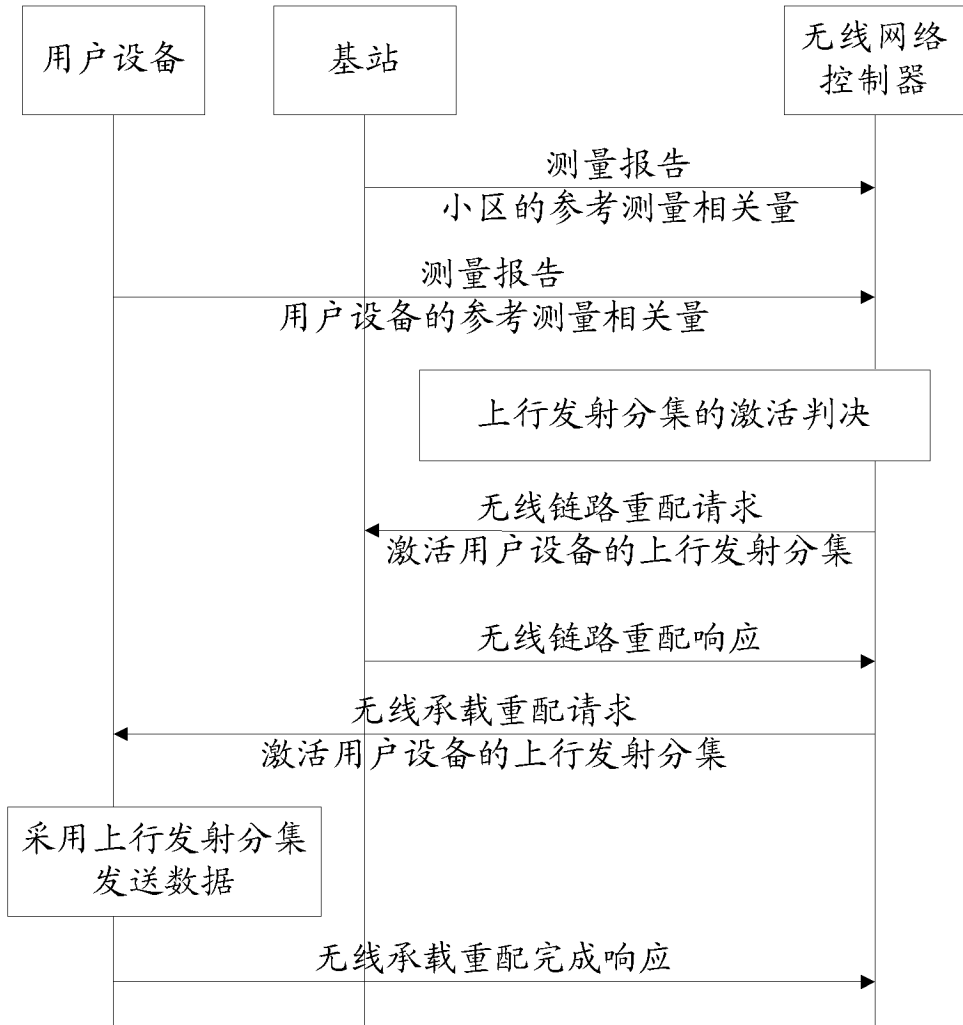 用户设备
基站
无线网络
控制器
测量报告
小区的参考测量相关量
测量报告
用户设备的参考测量相关量
上行发射分集的激活判决
无线链路重配请求
激活用户设备的上行发射分集
无线链路重配响应
无线承载重配请求
激活用户设备的上行发射分集
采用上行发射分集
发送数据
无线承载重配完成响应